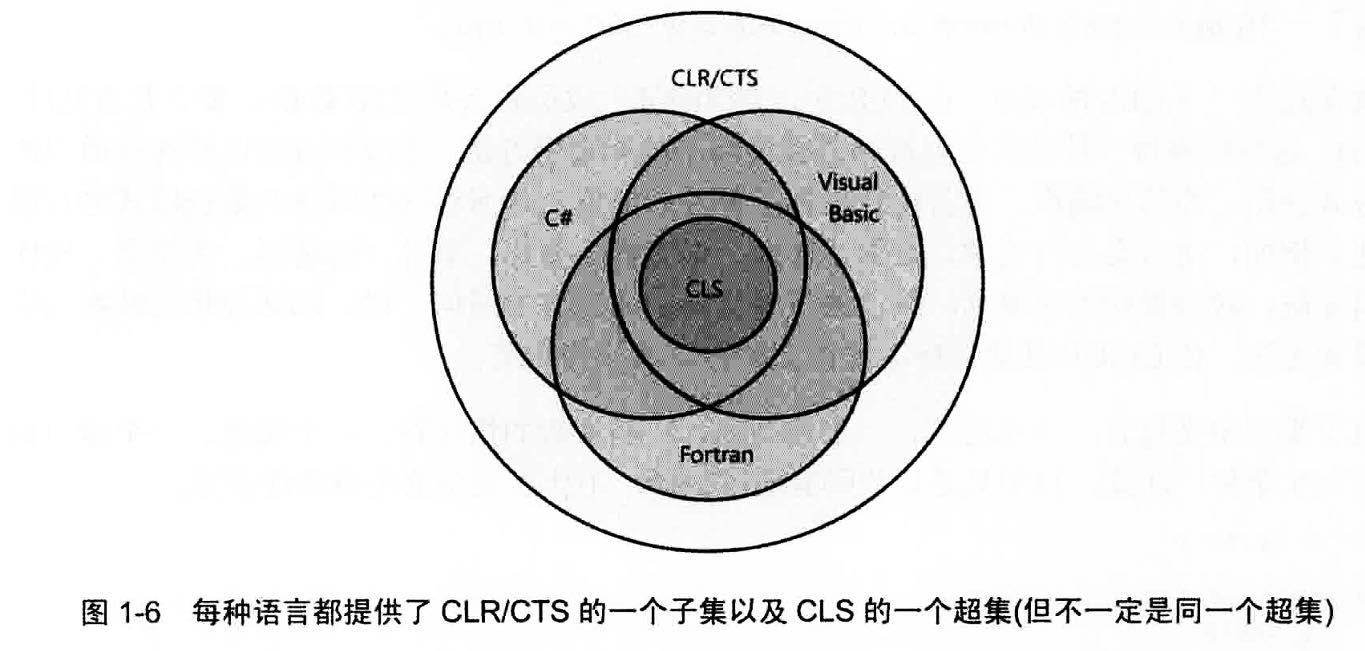 CLR/CTS
Visual
Basic
C#
CLS
Fortran
图 1-6 每种语言都提供了 CLR/CTS 的一个子集以及 CLS 的一个超集(但不一定是同一个超集)